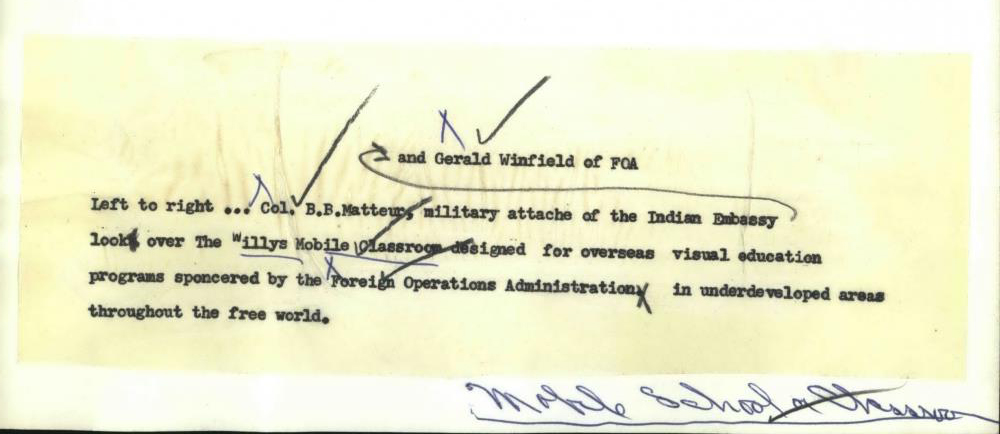 and Gerald Winfield of FOA
Left to right ... Col. B.B.Matteur, military attache of the Indian Embassy
look over The Willys Mobile Classroom designed for overseas visual education
programs sponcered by the Foreign Operations Administration, in underdeveloped areas
throughout the free world.
Mobile School